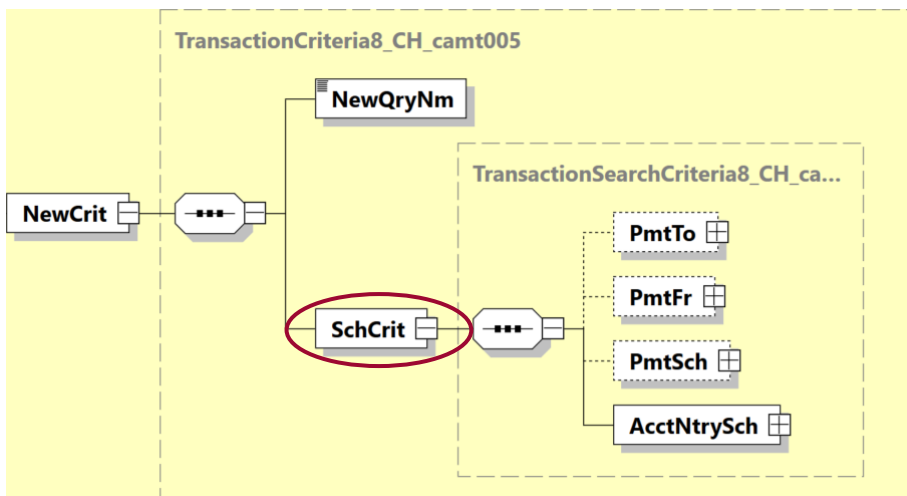 TransactionCriteria8_CH_camt005
NewQryNm
TransactionSearchCriteria8_CH_ca...
NewCrit
PmtTo
PmtFr
SchCrit
PmtSch
AcctNtrySch